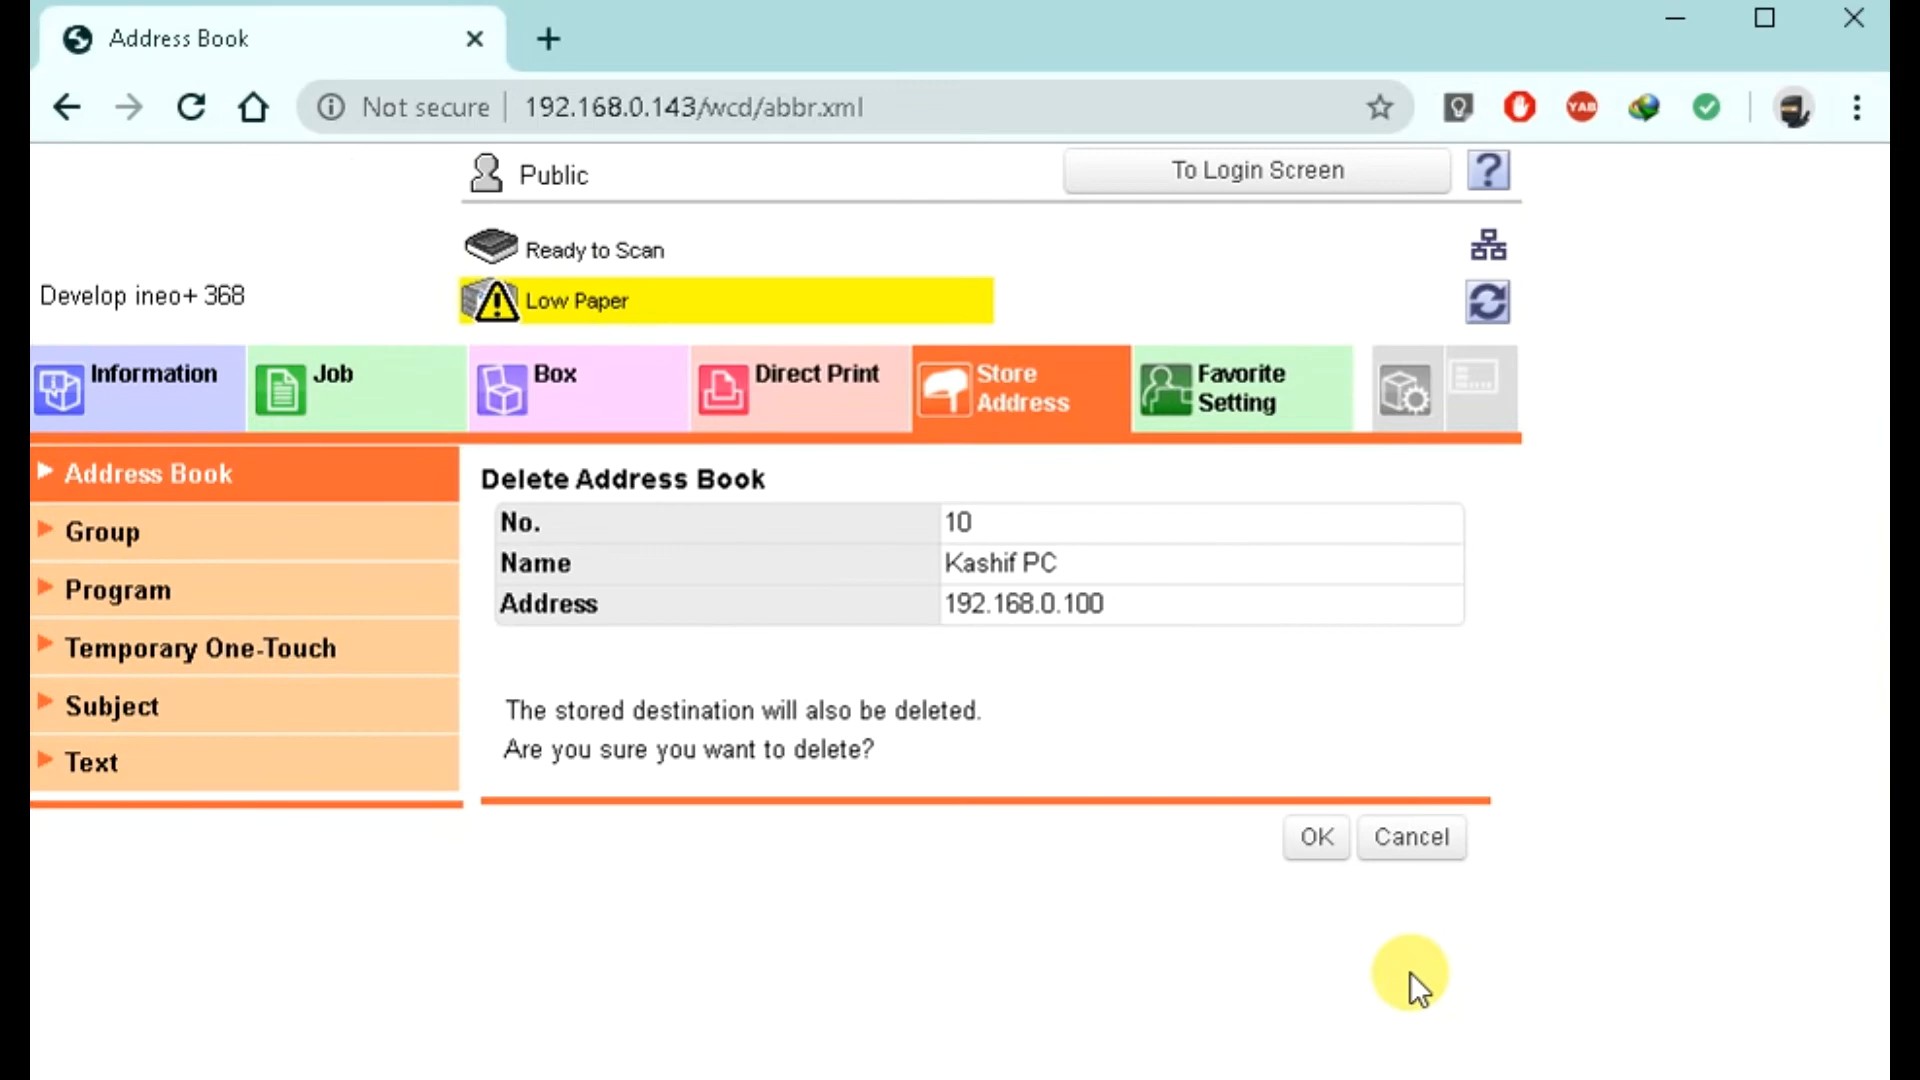 Address Book
Not secure
192.168.0.143/wcd/abbr.xml
YAB
Public
To Login Screen
?
Ready to Scan
Develop ineo+ 368
Low Paper
Information
Job
Box
Direct Print
Store
Address
Favorite
Setting
Address Book
Group
Program
Temporary One-Touch
Subject
Text
Delete Address Book
No. 10
Name Kashif PC
Address 192.168.0.100
The stored destination will also be deleted.
Are you sure you want to delete?
OK
Cancel